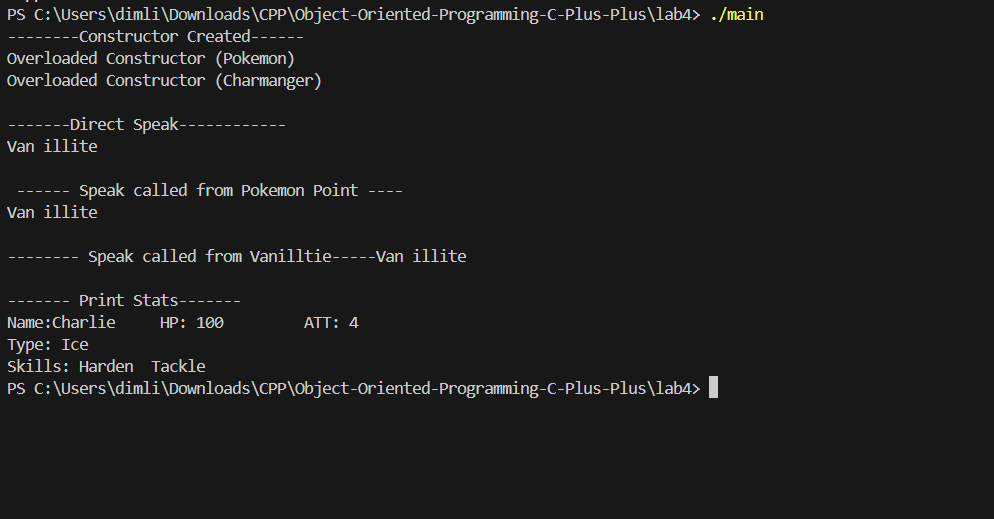 PS C:\Users\dimli\Downloads\CPP\Object-Oriented-Programming-C-Plus-Plus\lab4> ./main
--------Constructor Created------
Overloaded Constructor (Pokemon)
Overloaded Constructor (Charmanger)
-------Direct Speak------------
Van illite
------ Speak called from Pokemon Point ----
Van illite
-------- Speak called from Vanilltie-----Van illite
------- Print Stats-------
Name:Charlie     HP: 100         ATT: 4
Type: Ice
Skills: Harden  Tackle
PS C:\Users\dimli\Downloads\CPP\Object-Oriented-Programming-C-Plus-Plus\lab4>